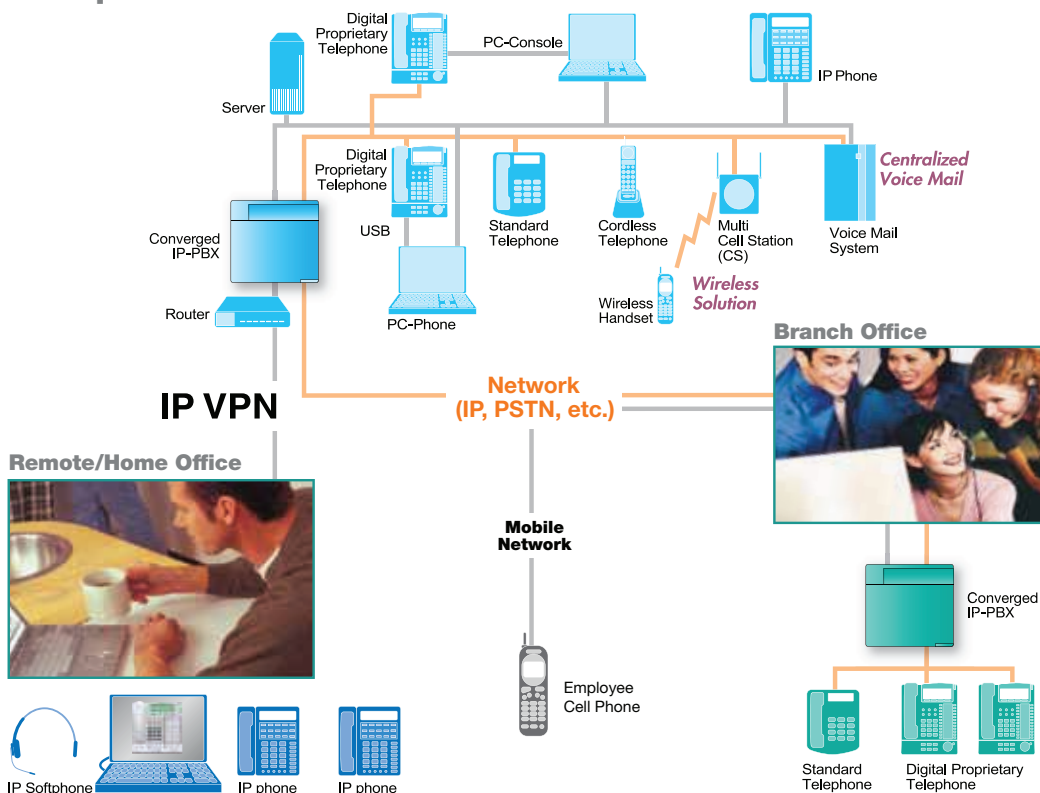 Digital
Proprietary
Telephone
PC-Console
IP Phone
Server
Digital
Proprietary
Telephone
USB
Standard
Telephone
Cordless
Telephone
Multi
Cell Station
(CS)
Voice Mail
System
Centralized
Voice Mail
Converged
IP-PBX
Router
PC-Phone
Wireless
Handset
Wireless
Solution
Branch Office
IP VPN
Network
(IP, PSTN, etc.)
Remote/Home Office
Mobile
Network
Converged
IP-PBX
Employee
Cell Phone
IP Softphone
IP phone
IP phone
Standard
Telephone
Digital Proprietary
Telephone